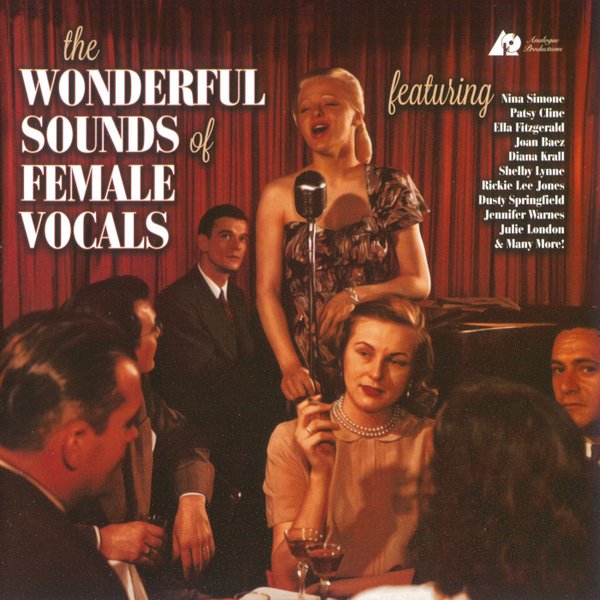 the
WONDERFUL
SOUNDS of
FEMALE
VOCALS
featuring
Nina Simone
Patsy Cline
Ella Fitzgerald
Joan Baez
Diana Krall
Shelby Lynne
Rickie Lee Jones
Dusty Springfield
Jennifer Warnes
Julie London
& Many More!
Analogue
Productions